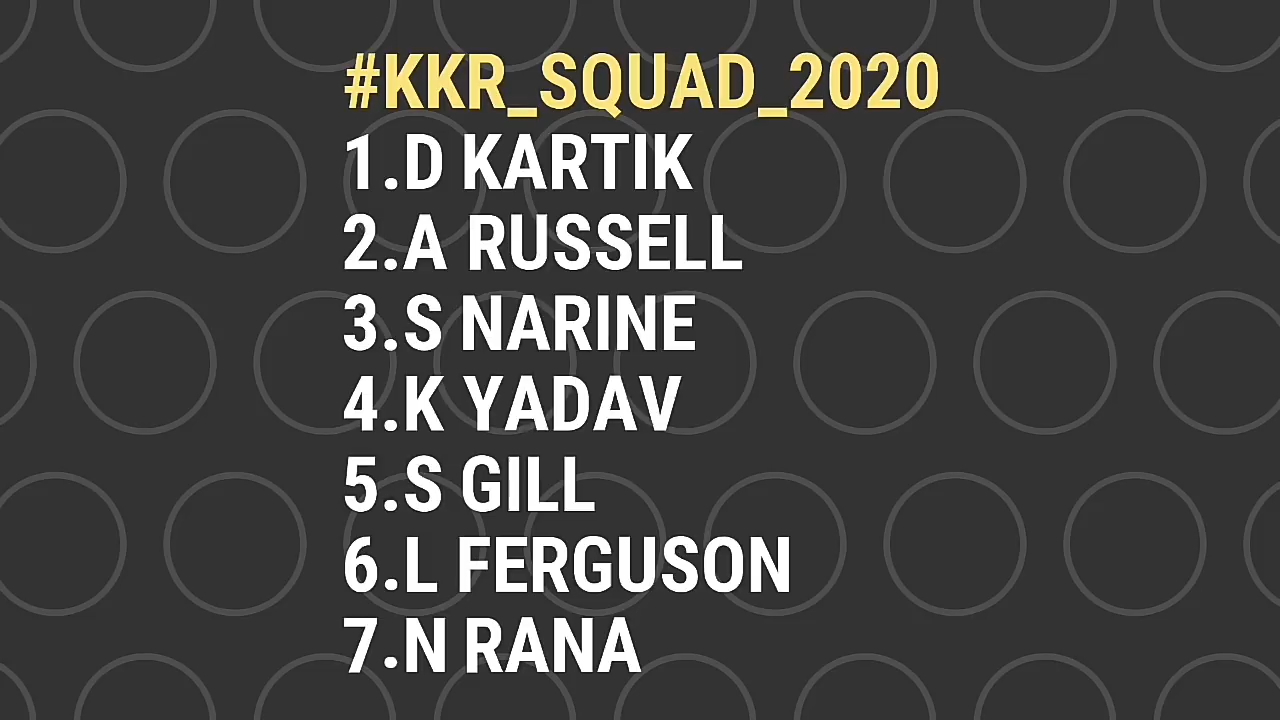 #KKR_SQUAD_2020
1.D KARTIK
2.A RUSSELL
3.S NARINE
4.K YADAV
5.S GILL
6.L FERGUSON
7.N RANA